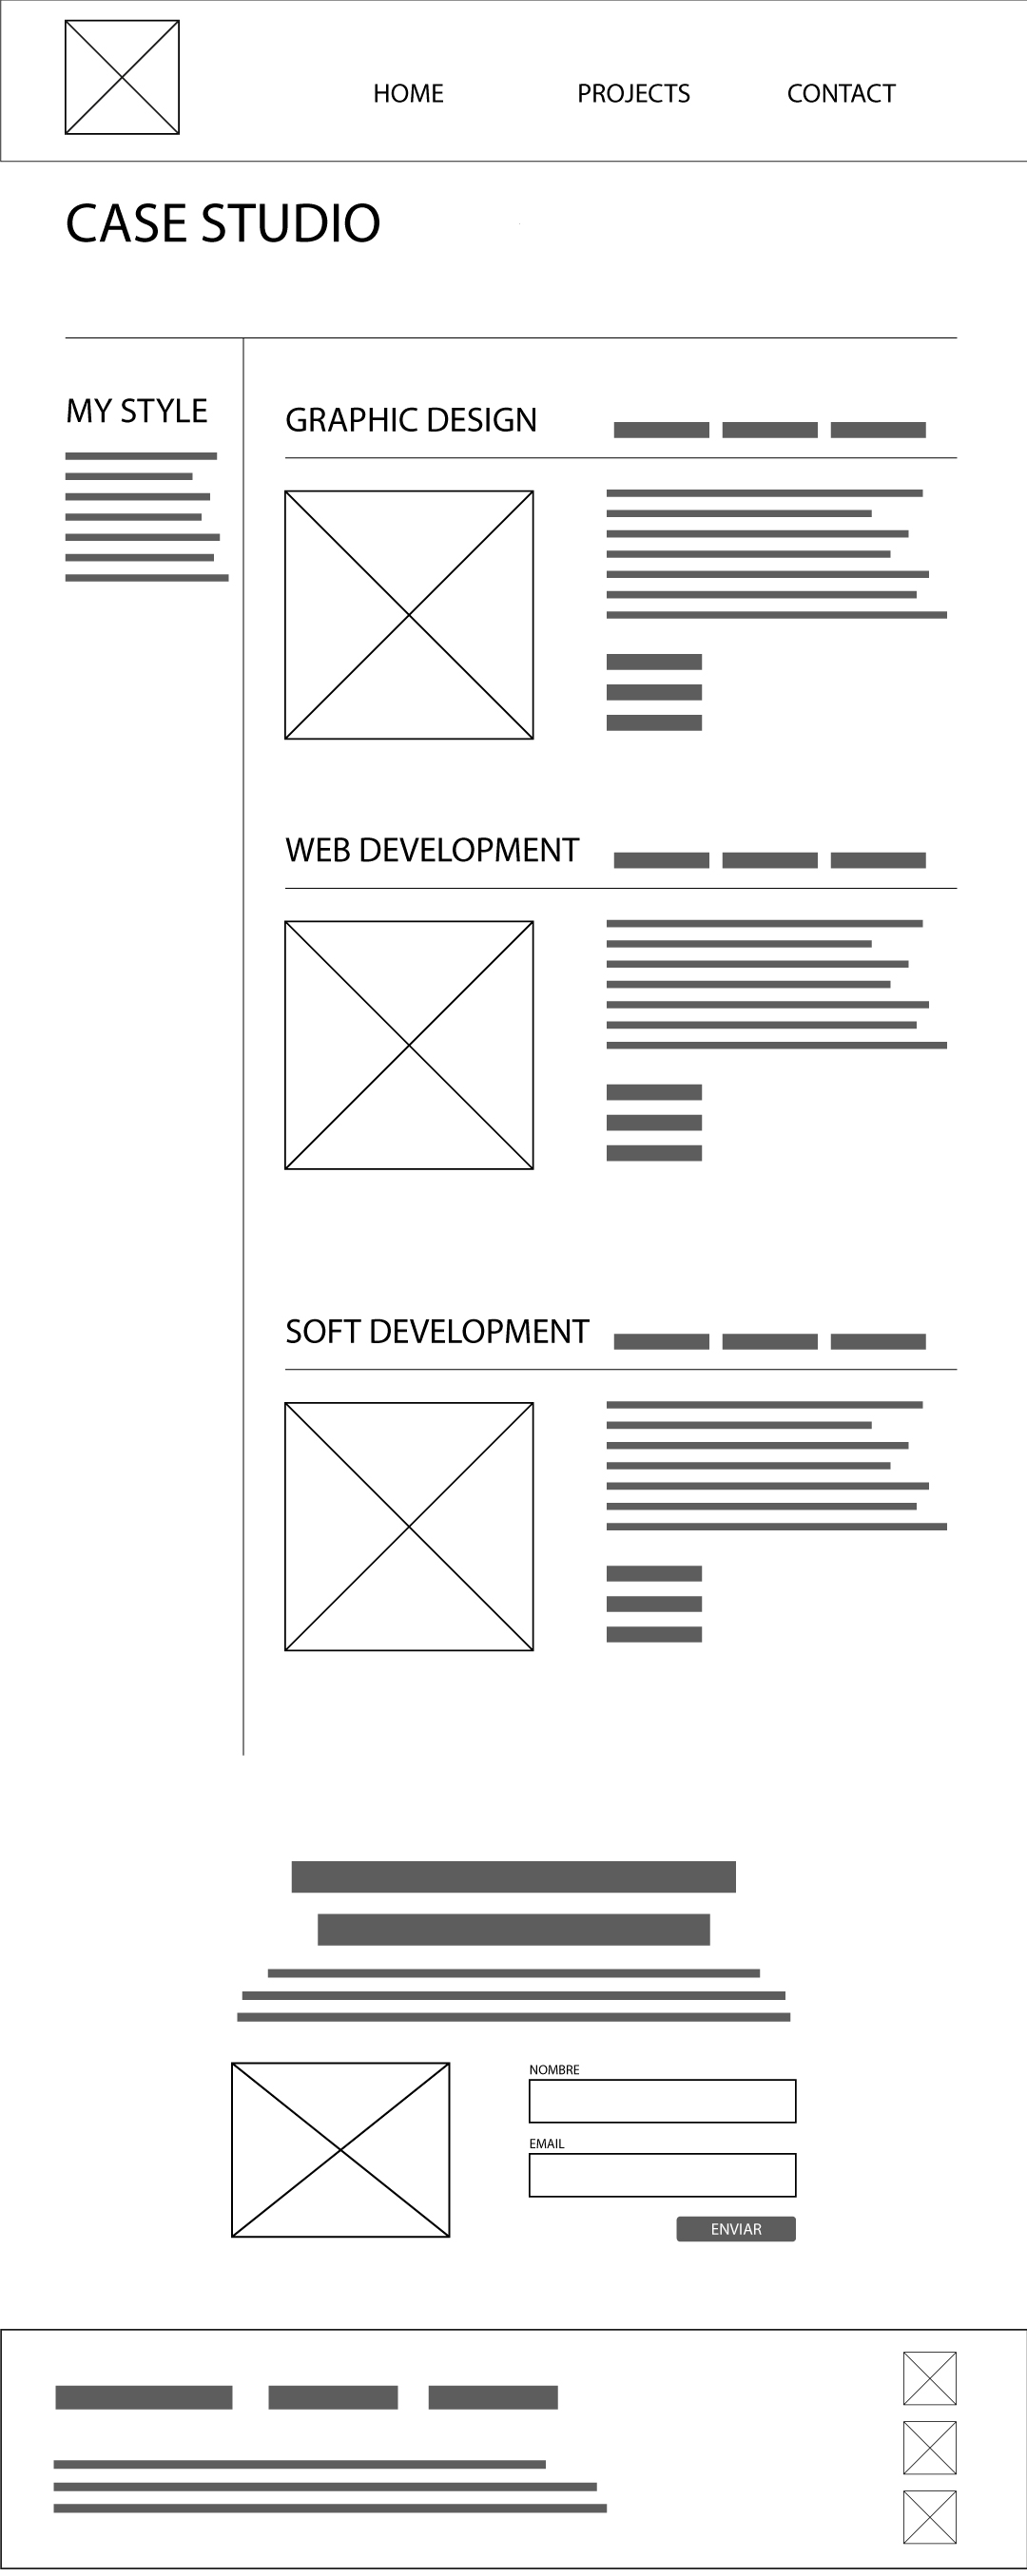 HOME
PROJECTS
CONTACT
CASE STUDIO
MY STYLE
GRAPHIC DESIGN
WEB DEVELOPMENT
SOFT DEVELOPMENT
NOMBRE
EMAIL
ENVIAR